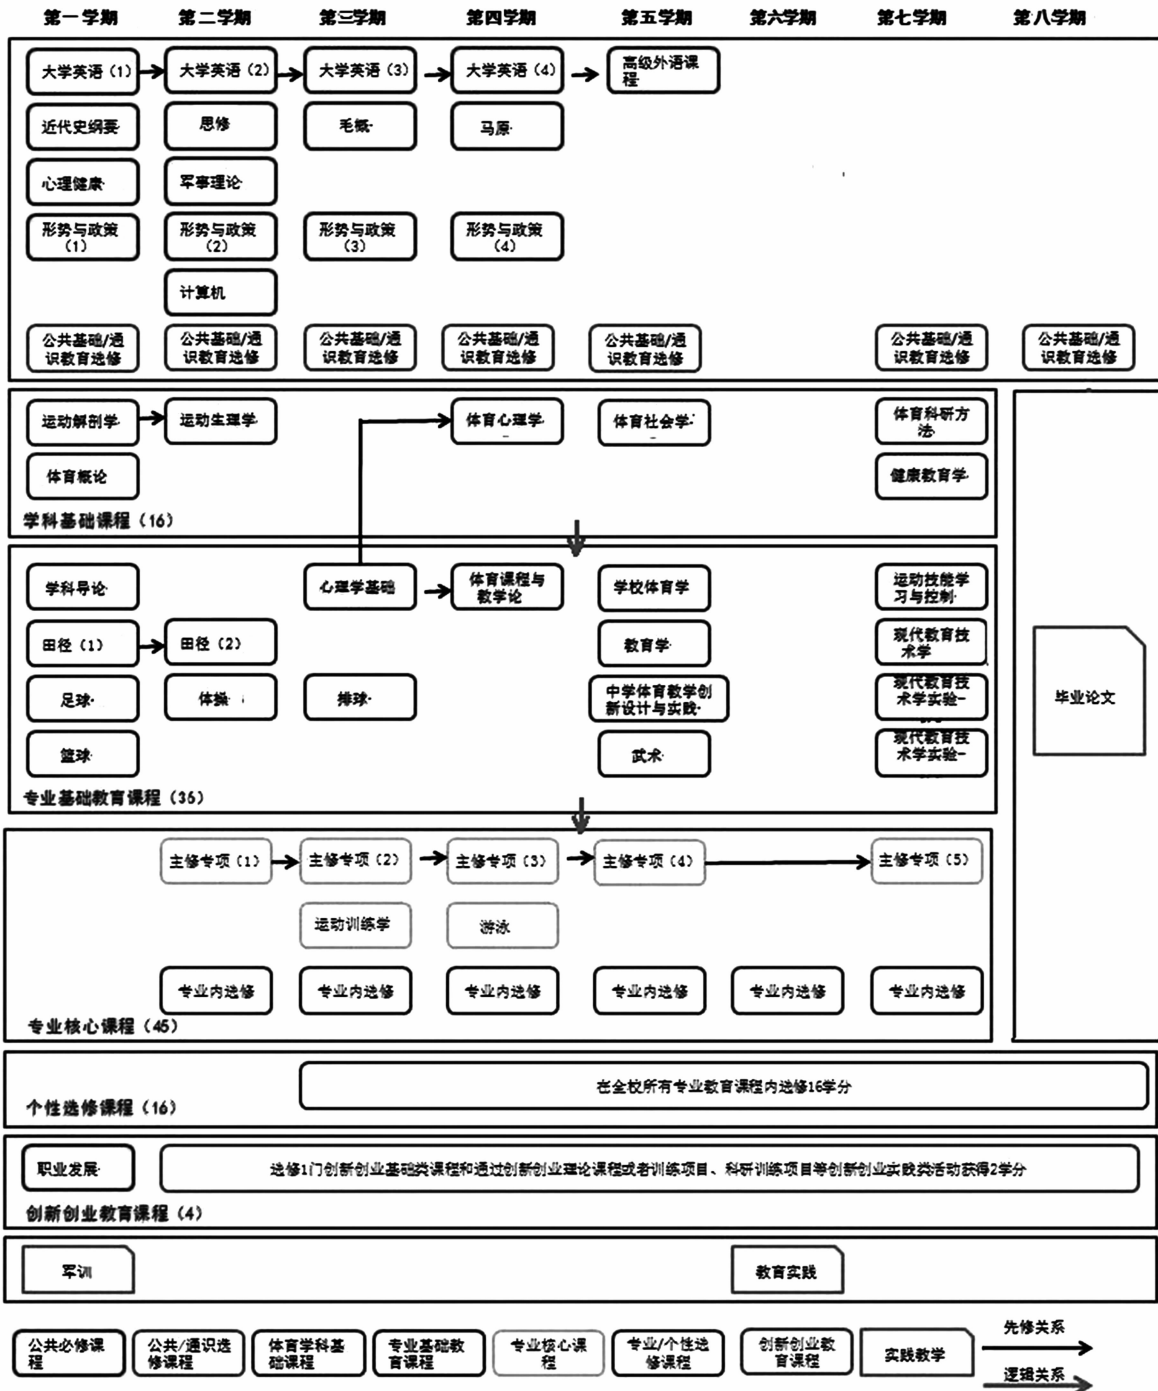 第一学期
第二学期
第三学期
第四学期
第五学期
第六学期
第七学期
第八学期
大学英语（1）
大学英语（2）
大学英语（3）
大学英语（4）
高级外语课
程
近代史纲要
思修
毛概
马原
心理健康
军事理论
形势与政策
（1）
形势与政策
（2）
形势与政策
（3）
形势与政策
（4）
计算机
公共基础/通
识教育选修
公共基础/通
识教育选修
公共基础/通
识教育选修
公共基础/通
识教育选修
公共基础/通
识教育选修
公共基础/通
识教育选修
公共基础/通
识教育选修
运动解剖学
运动生理学
体育心理学
体育社会学
体育科研方
法
体育概论
健康教育学
学科基础课程（16）
学科导论
心理学基础
体育课程与
教学论
学校体育学
运动技能学
习与控制
田径（1）
田径（2）
教育学
现代教育技
术学
足球
体操
排球
中学体育教学创
新设计与实践
现代教育技
术学实验一
篮球
武术
现代教育技
术学实验一
专业基础教育课程（36）
毕业论文
主修专项（1）
主修专项（2）
主修专项（3）
主修专项（4）
主修专项（5）
运动训练学
游泳
专业内选修
专业内选修
专业内选修
专业内选修
专业内选修
专业内选修
专业核心课程（45）
在全校所有专业教育课程内选修16学分
个性选修课程（16）
职业发展
选修1门创新创业基础类课程和通过创新创业理论课程或者训练项目、科研训练项目等创新创业实践类活动获得2学分
创新创业教育课程（4）
军训
教育实践
公共必修课
程
公共/通识选
修课程
体育学科基
础课程
专业基础教
育课程
专业核心课
程
专业/个性选
修课程
创新创业教
育课程
实践教学
先修关系
逻辑关系